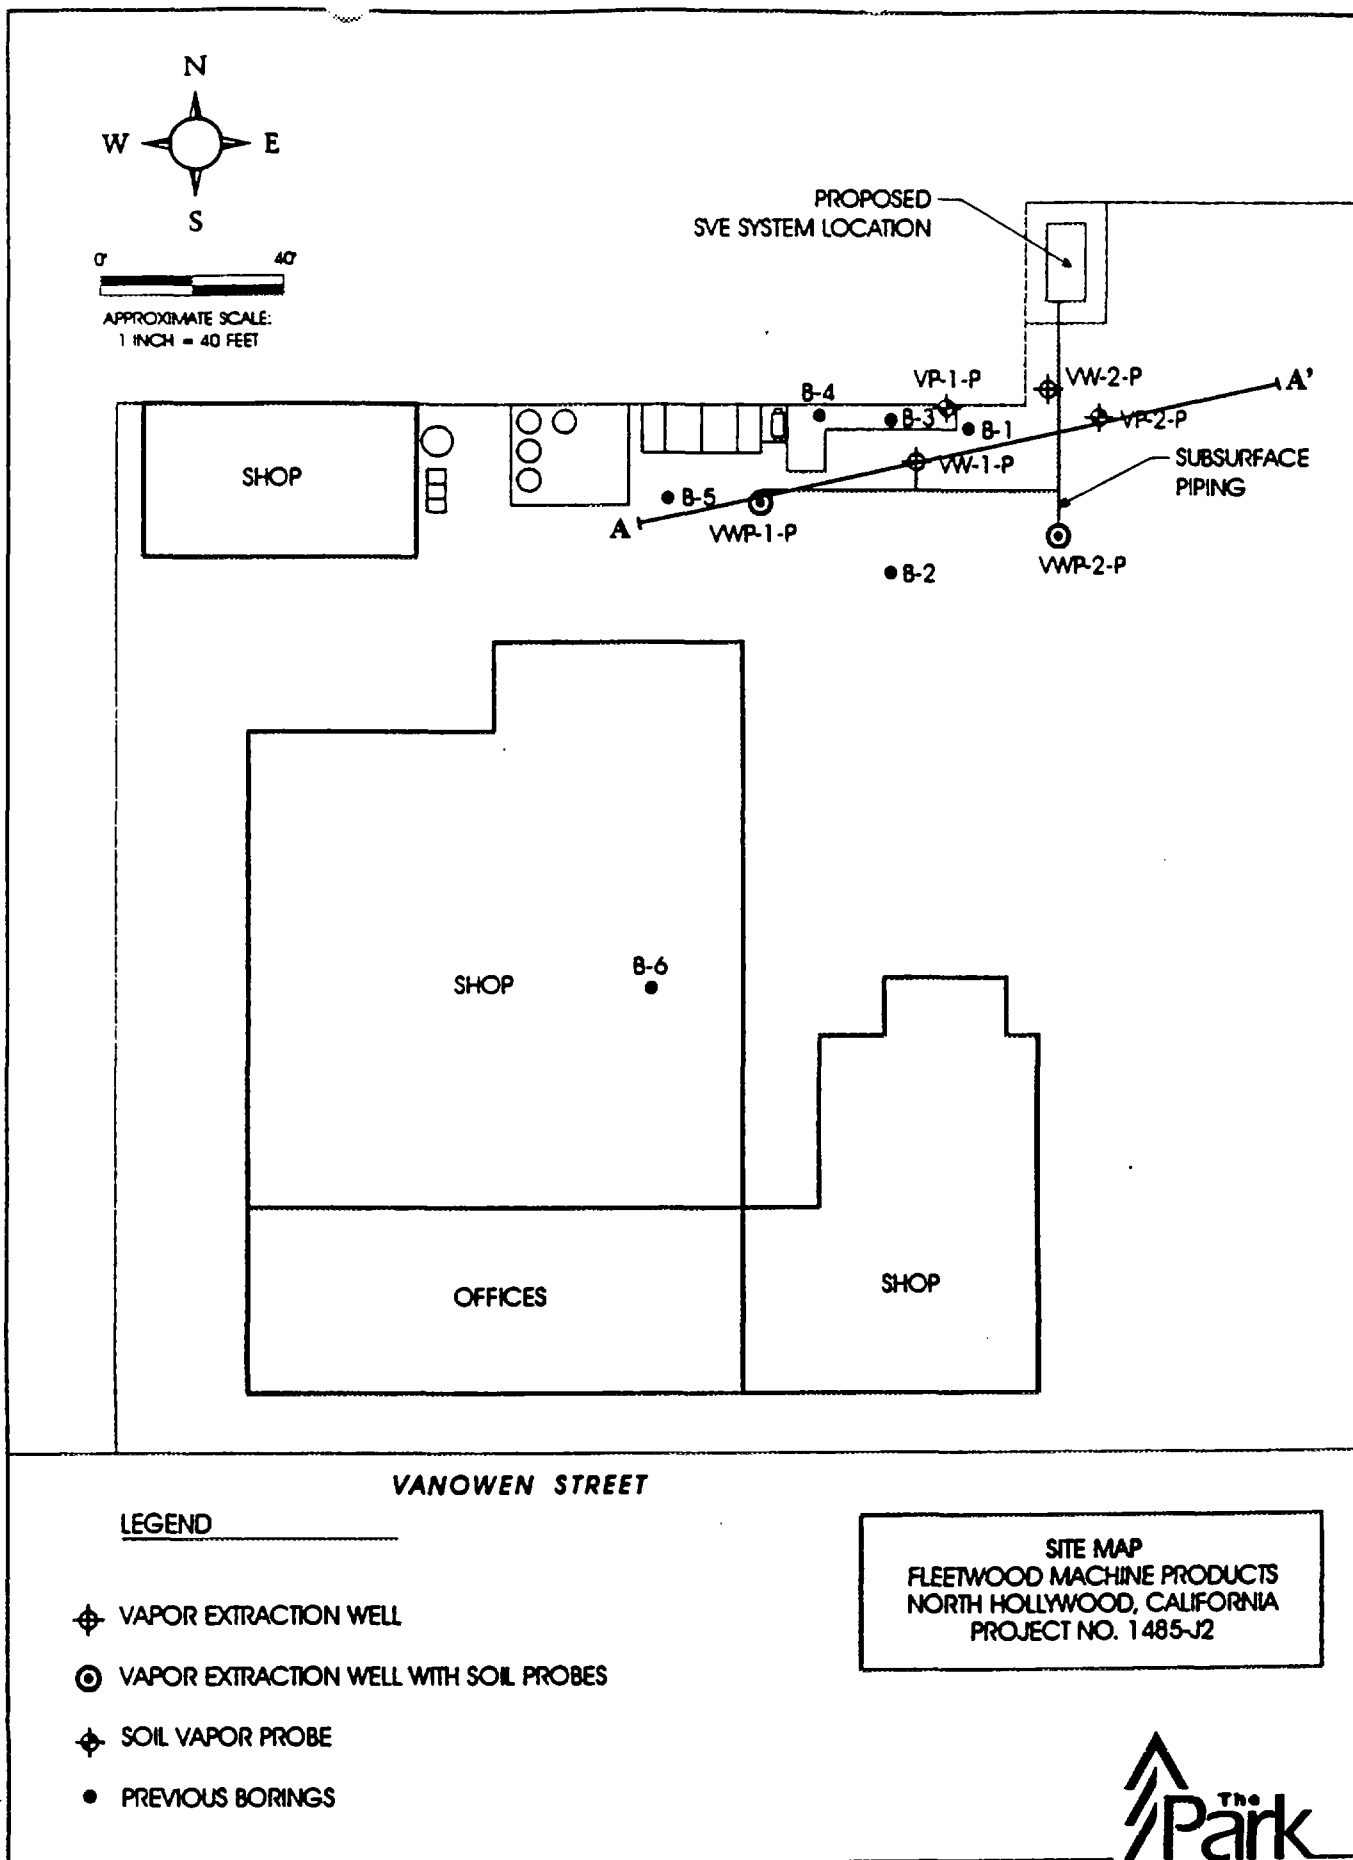 N
W E
S
0' 40'
APPROXIMATE SCALE:
1 INCH = 40 FEET
PROPOSED
SVE SYSTEM LOCATION
VP-1-P
VW-2-P
A'
B-4
B-3
B-1
VP-2-P
SHOP
VW-1-P
SUBSURFACE
PIPING
B-5
A
VWP-1-P
VWP-2-P
B-2
B-6
SHOP
OFFICES
SHOP
VANOWEN STREET
LEGEND
VAPOR EXTRACTION WELL
VAPOR EXTRACTION WELL WITH SOIL PROBES
SOIL VAPOR PROBE
PREVIOUS BORINGS
SITE MAP
FLEETWOOD MACHINE PRODUCTS
NORTH HOLLYWOOD, CALIFORNIA
PROJECT NO. 1485-J2
The
Park